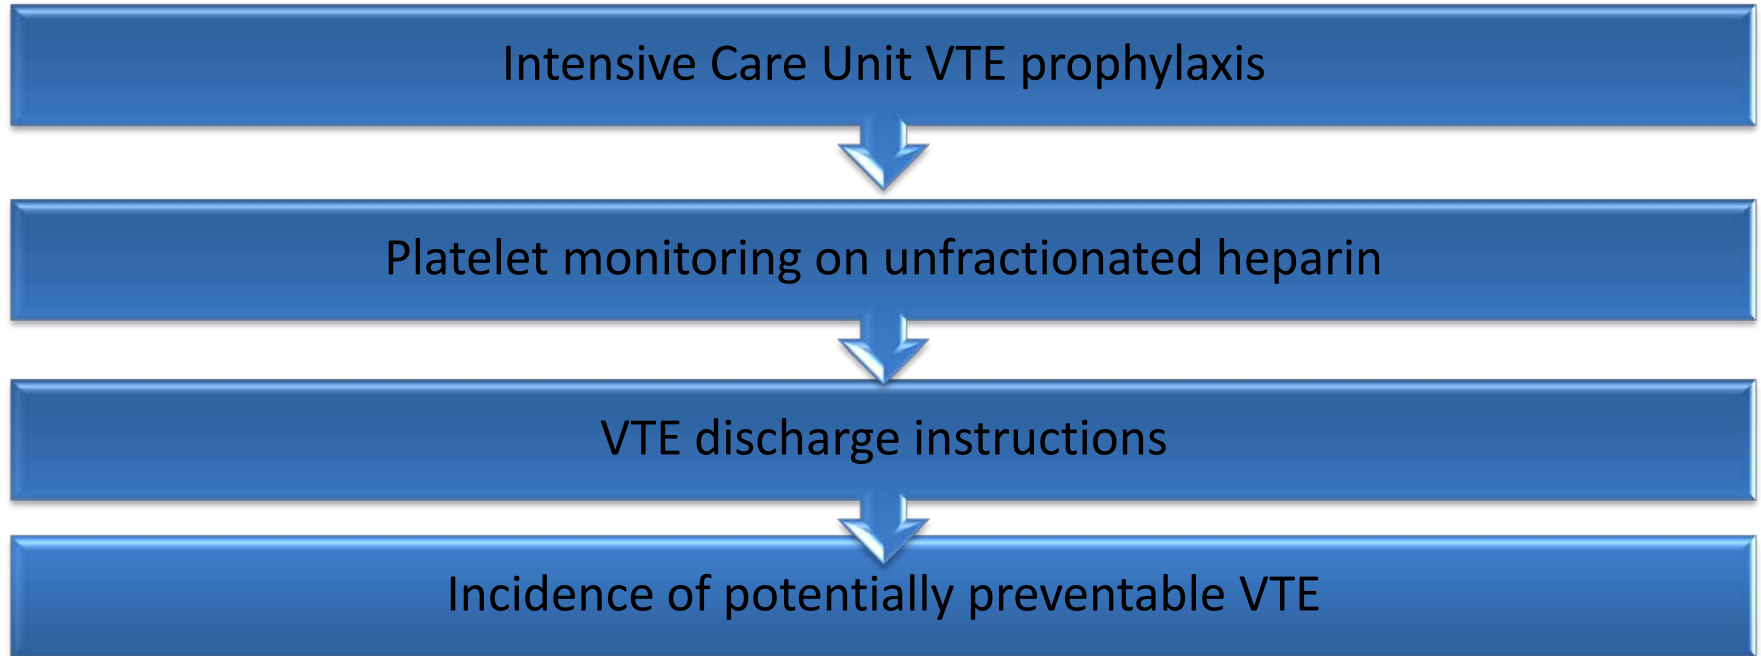 Intensive Care Unit VTE prophylaxis
Platelet monitoring on unfractionated heparin
VTE discharge instructions
Incidence of potentially preventable VTE